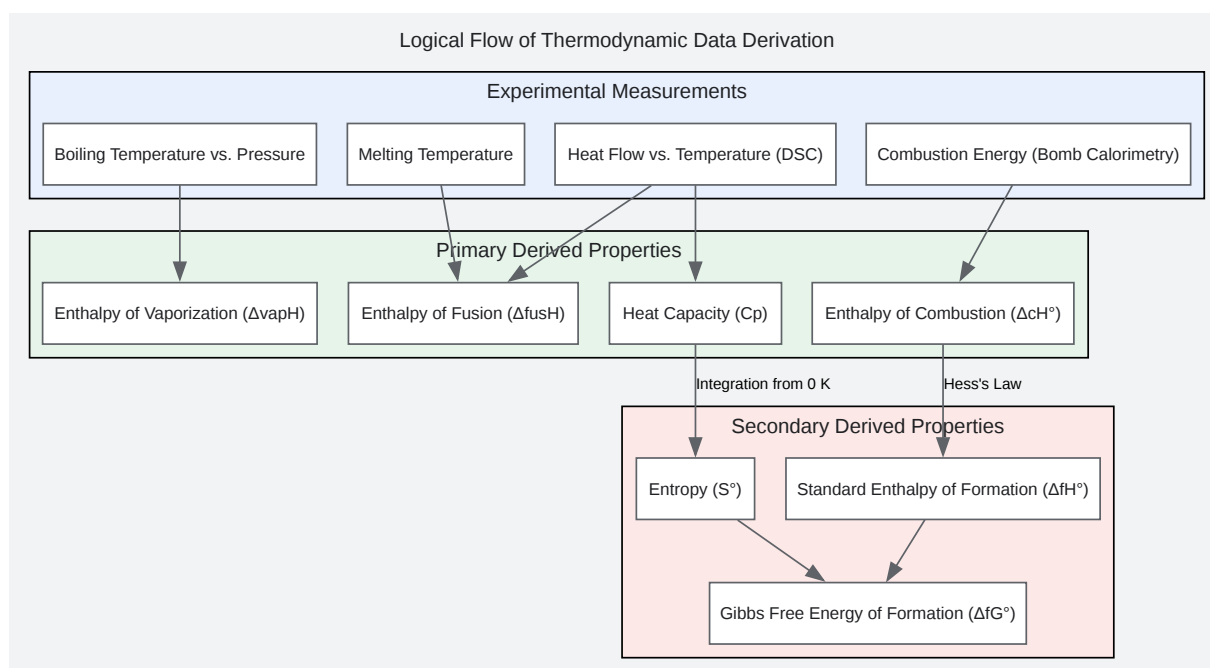 Logical Flow of Thermodynamic Data Derivation
Experimental Measurements
Boiling Temperature vs. Pressure
Melting Temperature
Heat Flow vs. Temperature (DSC)
Combustion Energy (Bomb Calorimetry)
Primary Derived Properties
Enthalpy of Vaporization (ΔvapH)
Enthalpy of Fusion (ΔfusH)
Heat Capacity (Cp)
Enthalpy of Combustion (ΔcH°)
Integration from 0 K
Hess's Law
Secondary Derived Properties
Entropy (S°)
Standard Enthalpy of Formation (ΔfH°)
Gibbs Free Energy of Formation (ΔfG°)